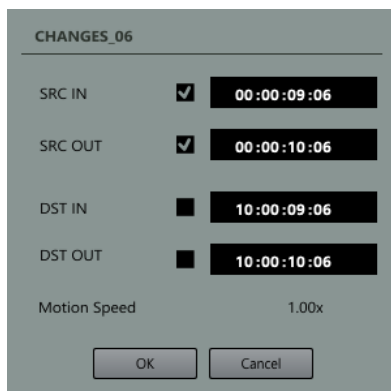 CHANGES_06
SRC IN 00:00:09:06
SRC OUT 00:00:10:06
DST IN 10:00:09:06
DST OUT 10:00:10:06
Motion Speed 1.00x
OK Cancel